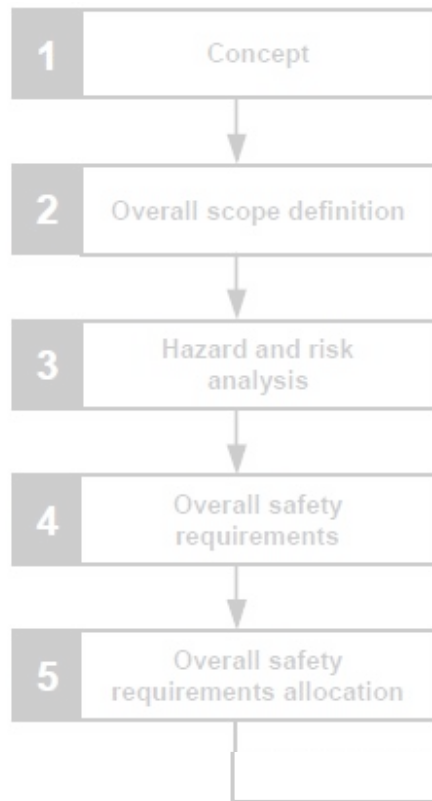 1 Concept
2 Overall scope definition
3 Hazard and risk
analysis
4 Overall safety
requirements
5 Overall safety
requirements allocation